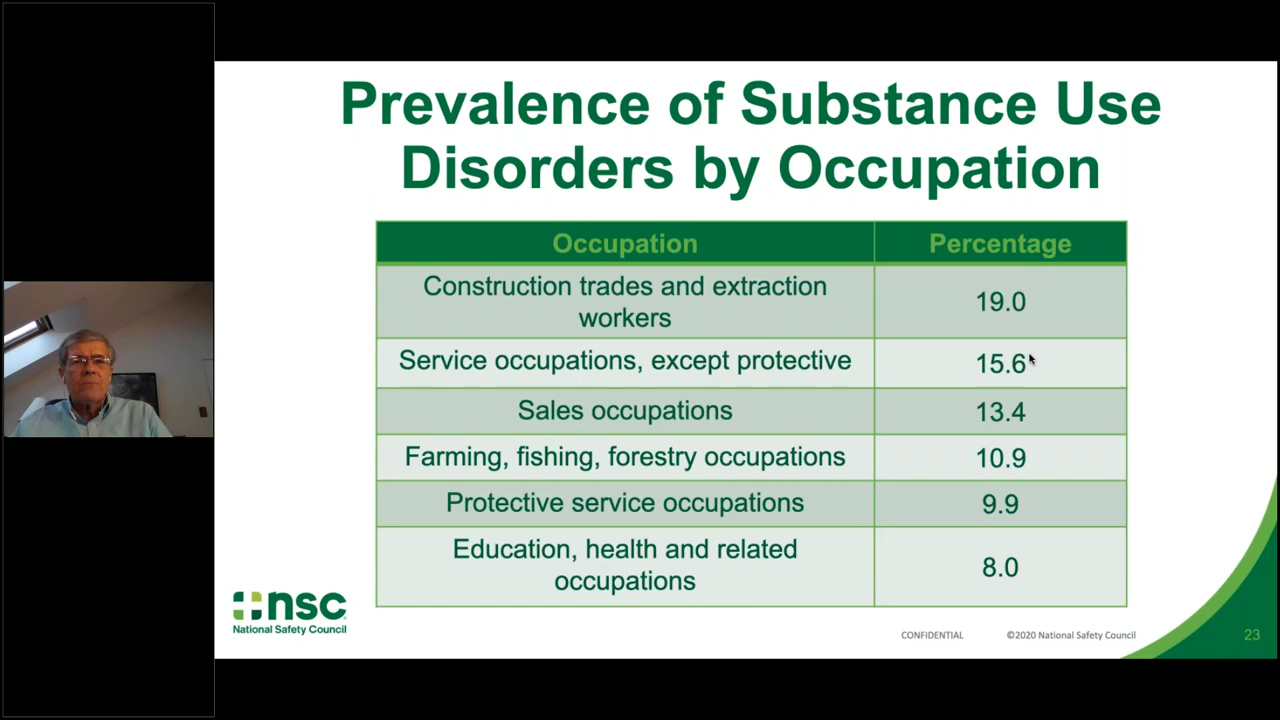 Prevalence of Substance Use
Disorders by Occupation
Occupation Percentage
Construction trades and extraction
workers
19.0
Service occupations, except protective 15.6
Sales occupations 13.4
Farming, fishing, forestry occupations 10.9
Protective service occupations 9.9
Education, health and related
occupations
8.0
nsc
National Safety Council
CONFIDENTIAL ©2020 National Safety Council 23